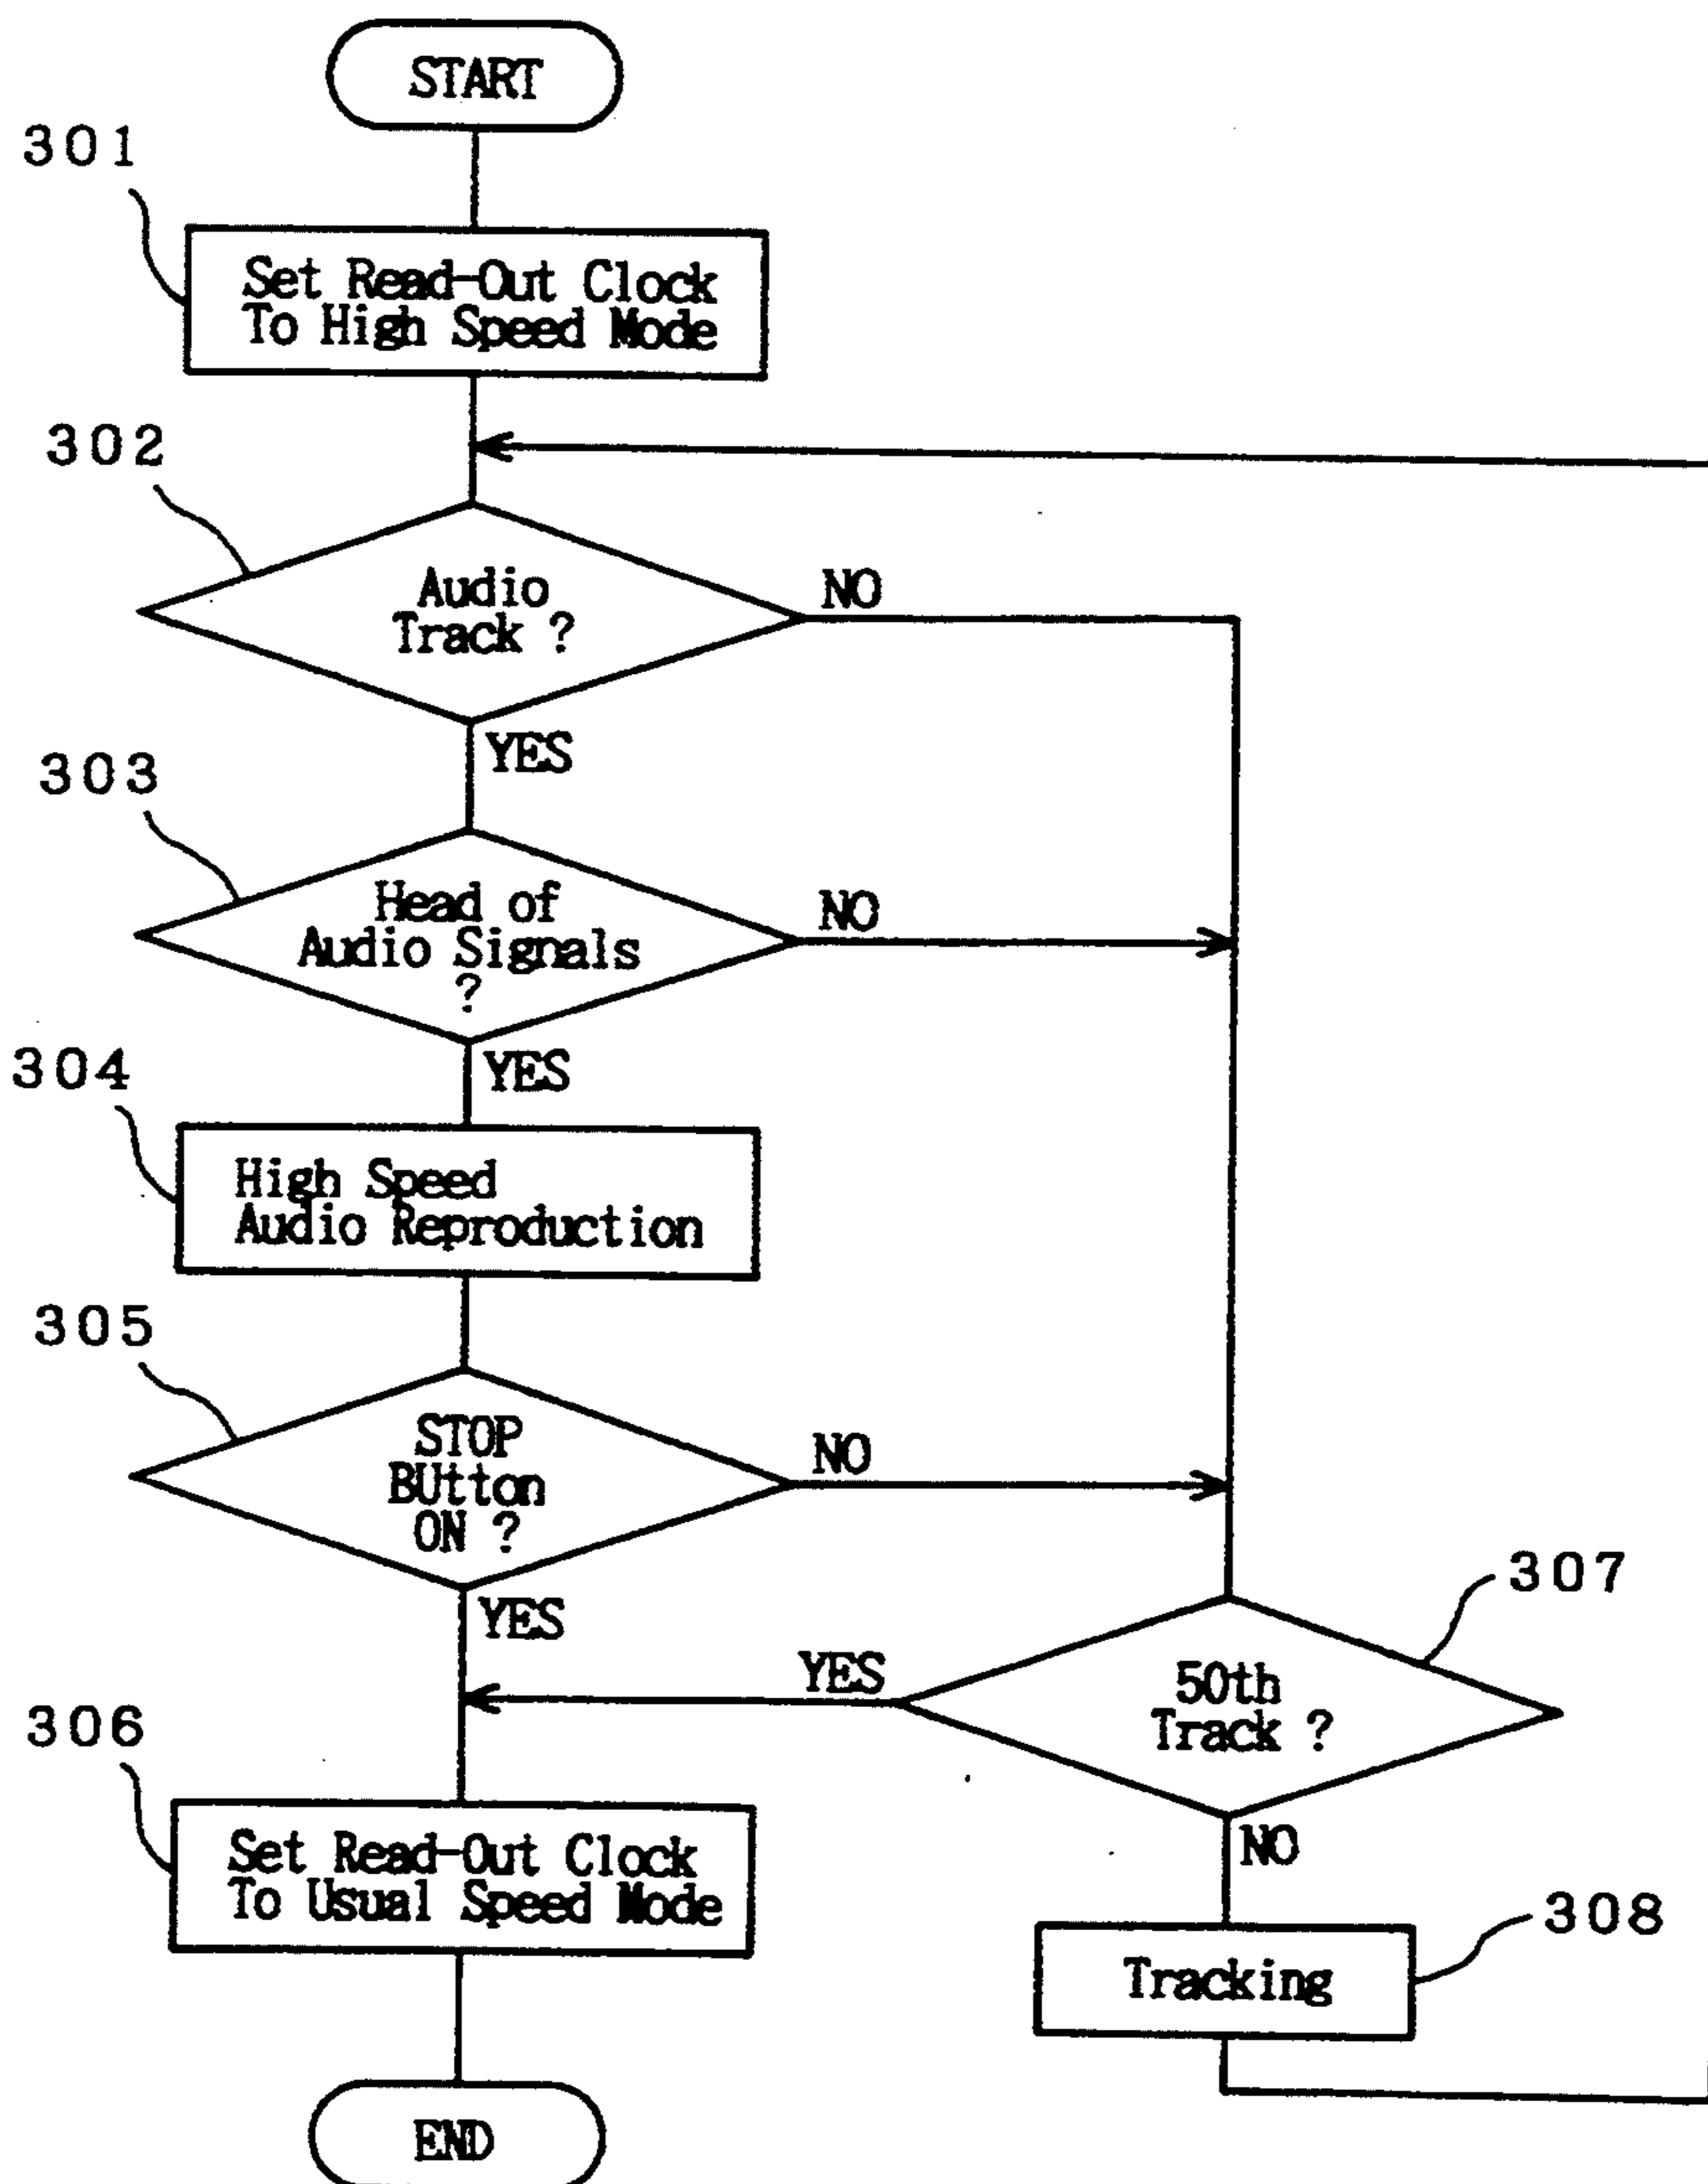 START
301
Set Read-Out Clock
To High Speed Mode
302
Audio
Track ?
NO
YES
303
Head of
Audio Signals
?
NO
YES
304
High Speed
Audio Reproduction
305
STOP
BUtton
ON ?
NO
YES
307
50th
Track ?
YES
NO
306
Set Read-Out Clock
To Usual Speed Mode
308
Tracking
END